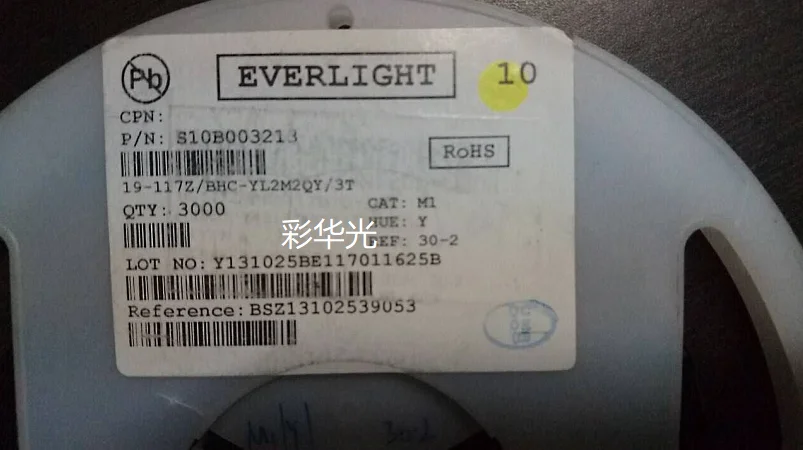 Pb
EVERLIGHT
10
CPN:
P/N: S10B003213
RoHS
19-117Z/BHC-YL2M2QY/3T
QTY: 3000
CAT: M1
HUE: Y
REF: 30-2
彩华光
LOT NO: Y131025BE117011625B
Reference: BSZ13102539053